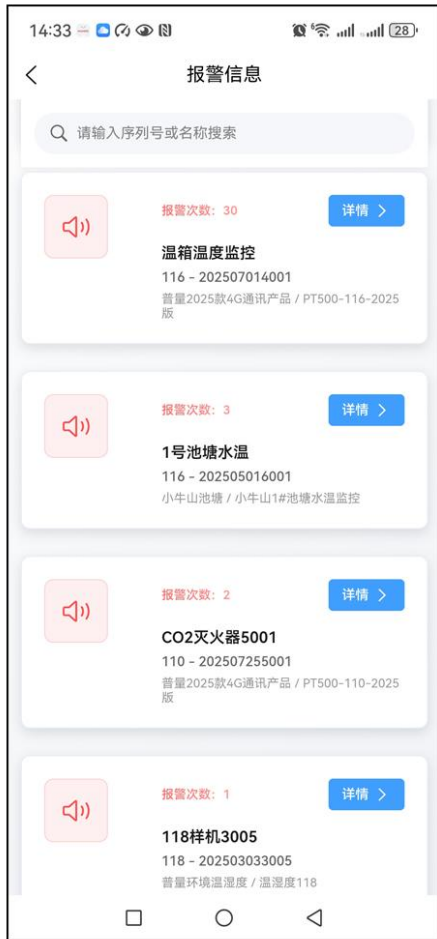 14:33
28
报警信息
请输入序列号或名称搜索
报警次数: 30
详情
温箱温度监控
116 - 202507014001
普量2025款4G通讯产品 / PT500-116-2025
版
报警次数: 3
详情
1号池塘水温
116 - 202505016001
小牛山池塘 / 小牛山1#池塘水温监控
报警次数: 2
详情
CO2灭火器5001
110 - 202507255001
普量2025款4G通讯产品 / PT500-110-2025
版
报警次数: 1
详情
118样机3005
118 - 202503033005
普量环境温湿度 / 温湿度118